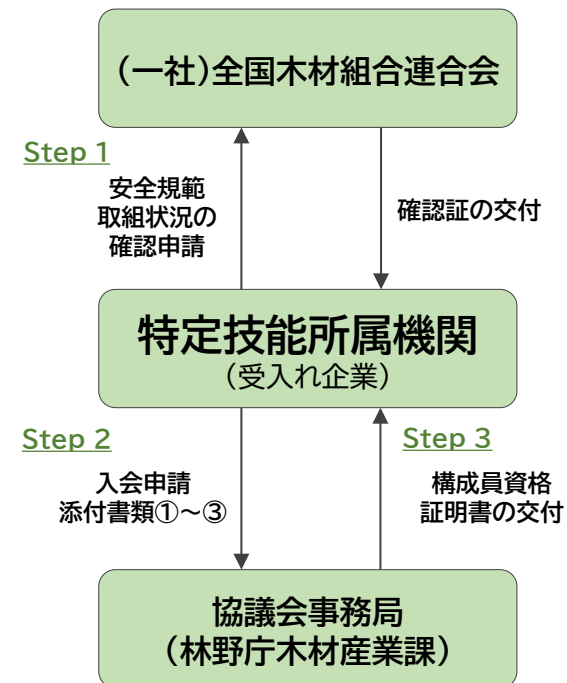 (一社)全国木材組合連合会
Step 1
安全規範
取組状況の
確認申請
確認証の交付
特定技能所属機関
(受入れ企業)
Step 2
入会申請
添付書類①~③
Step 3
構成員資格
証明書の交付
協議会事務局
(林野庁木材産業課)